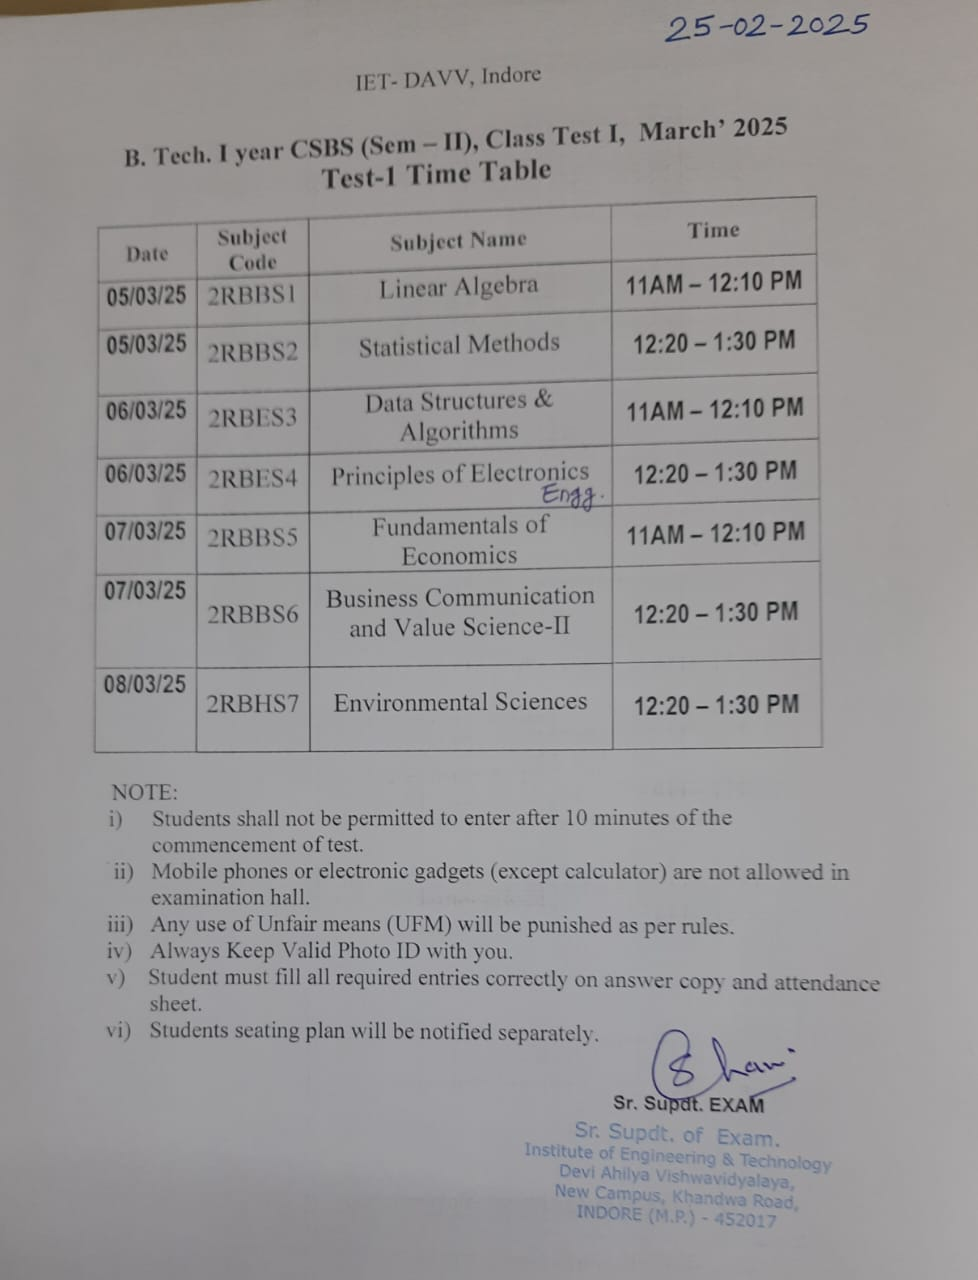 25-02-2025
IET- DAVV, Indore
B. Tech. I year CSBS (Sem – II), Class Test I, March' 2025
Test-1 Time Table
Date Subject Code Subject Name Time
05/03/25 2RBBS1 Linear Algebra 11AM – 12:10 PM
05/03/25 2RBBS2 Statistical Methods 12:20 – 1:30 PM
06/03/25 2RBES3 Data Structures & Algorithms 11AM – 12:10 PM
06/03/25 2RBES4 Principles of Electronics Engg. 12:20 – 1:30 PM
07/03/25 2RBBS5 Fundamentals of Economics 11AM – 12:10 PM
07/03/25 2RBBS6 Business Communication and Value Science-II 12:20 – 1:30 PM
08/03/25 2RBHS7 Environmental Sciences 12:20 – 1:30 PM
NOTE:
i) Students shall not be permitted to enter after 10 minutes of the
commencement of test.
ii) Mobile phones or electronic gadgets (except calculator) are not allowed in
examination hall.
iii) Any use of Unfair means (UFM) will be punished as per rules.
iv) Always Keep Valid Photo ID with you.
v) Student must fill all required entries correctly on answer copy and attendance
sheet.
vi) Students seating plan will be notified separately.
Sr. Supdt. EXAM
Sr. Supdt. of Exam.
Institute of Engineering & Technology
Devi Ahilya Vishwavidyalaya,
New Campus, Khandwa Road,
INDORE (M.P.) - 452017